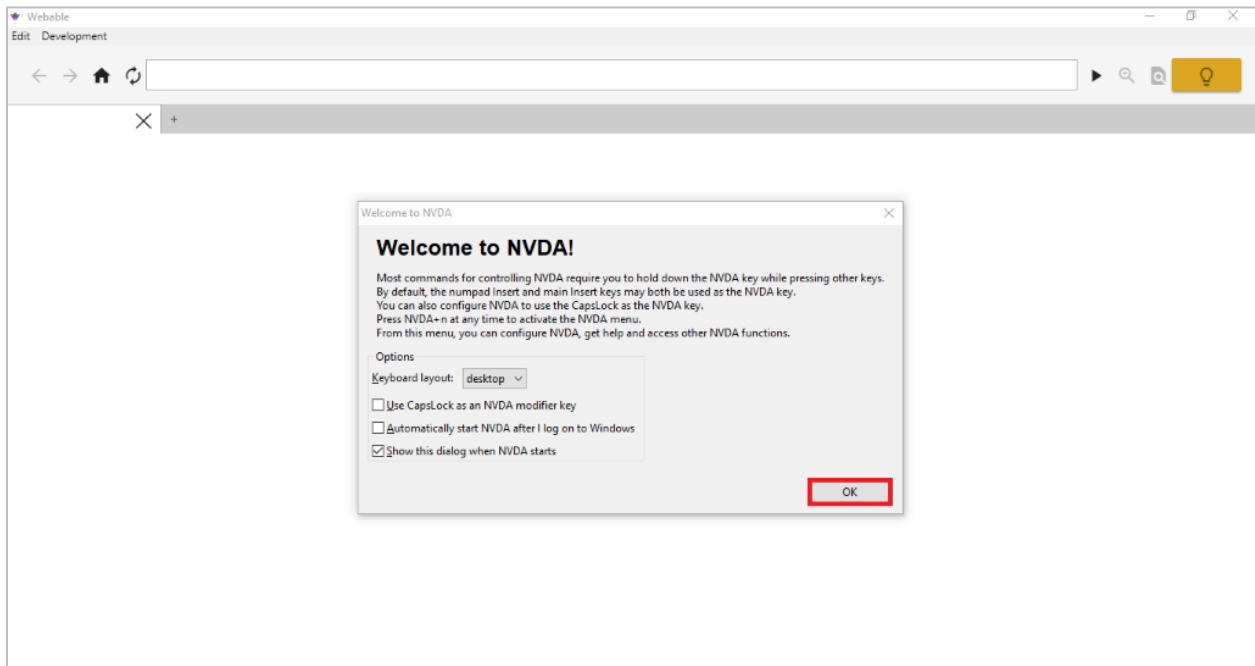 Webable
Edit Development
+
Welcome to NVDA
Welcome to NVDA!
Most commands for controlling NVDA require you to hold down the NVDA key while pressing other keys.
By default, the numpad Insert and main Insert keys may both be used as the NVDA key.
You can also configure NVDA to use the CapsLock as the NVDA key.
Press NVDA+n at any time to activate the NVDA menu.
From this menu, you can configure NVDA, get help and access other NVDA functions.
Options
Keyboard layout: desktop
Use CapsLock as an NVDA modifier key
Automatically start NVDA after I log on to Windows
Show this dialog when NVDA starts
OK